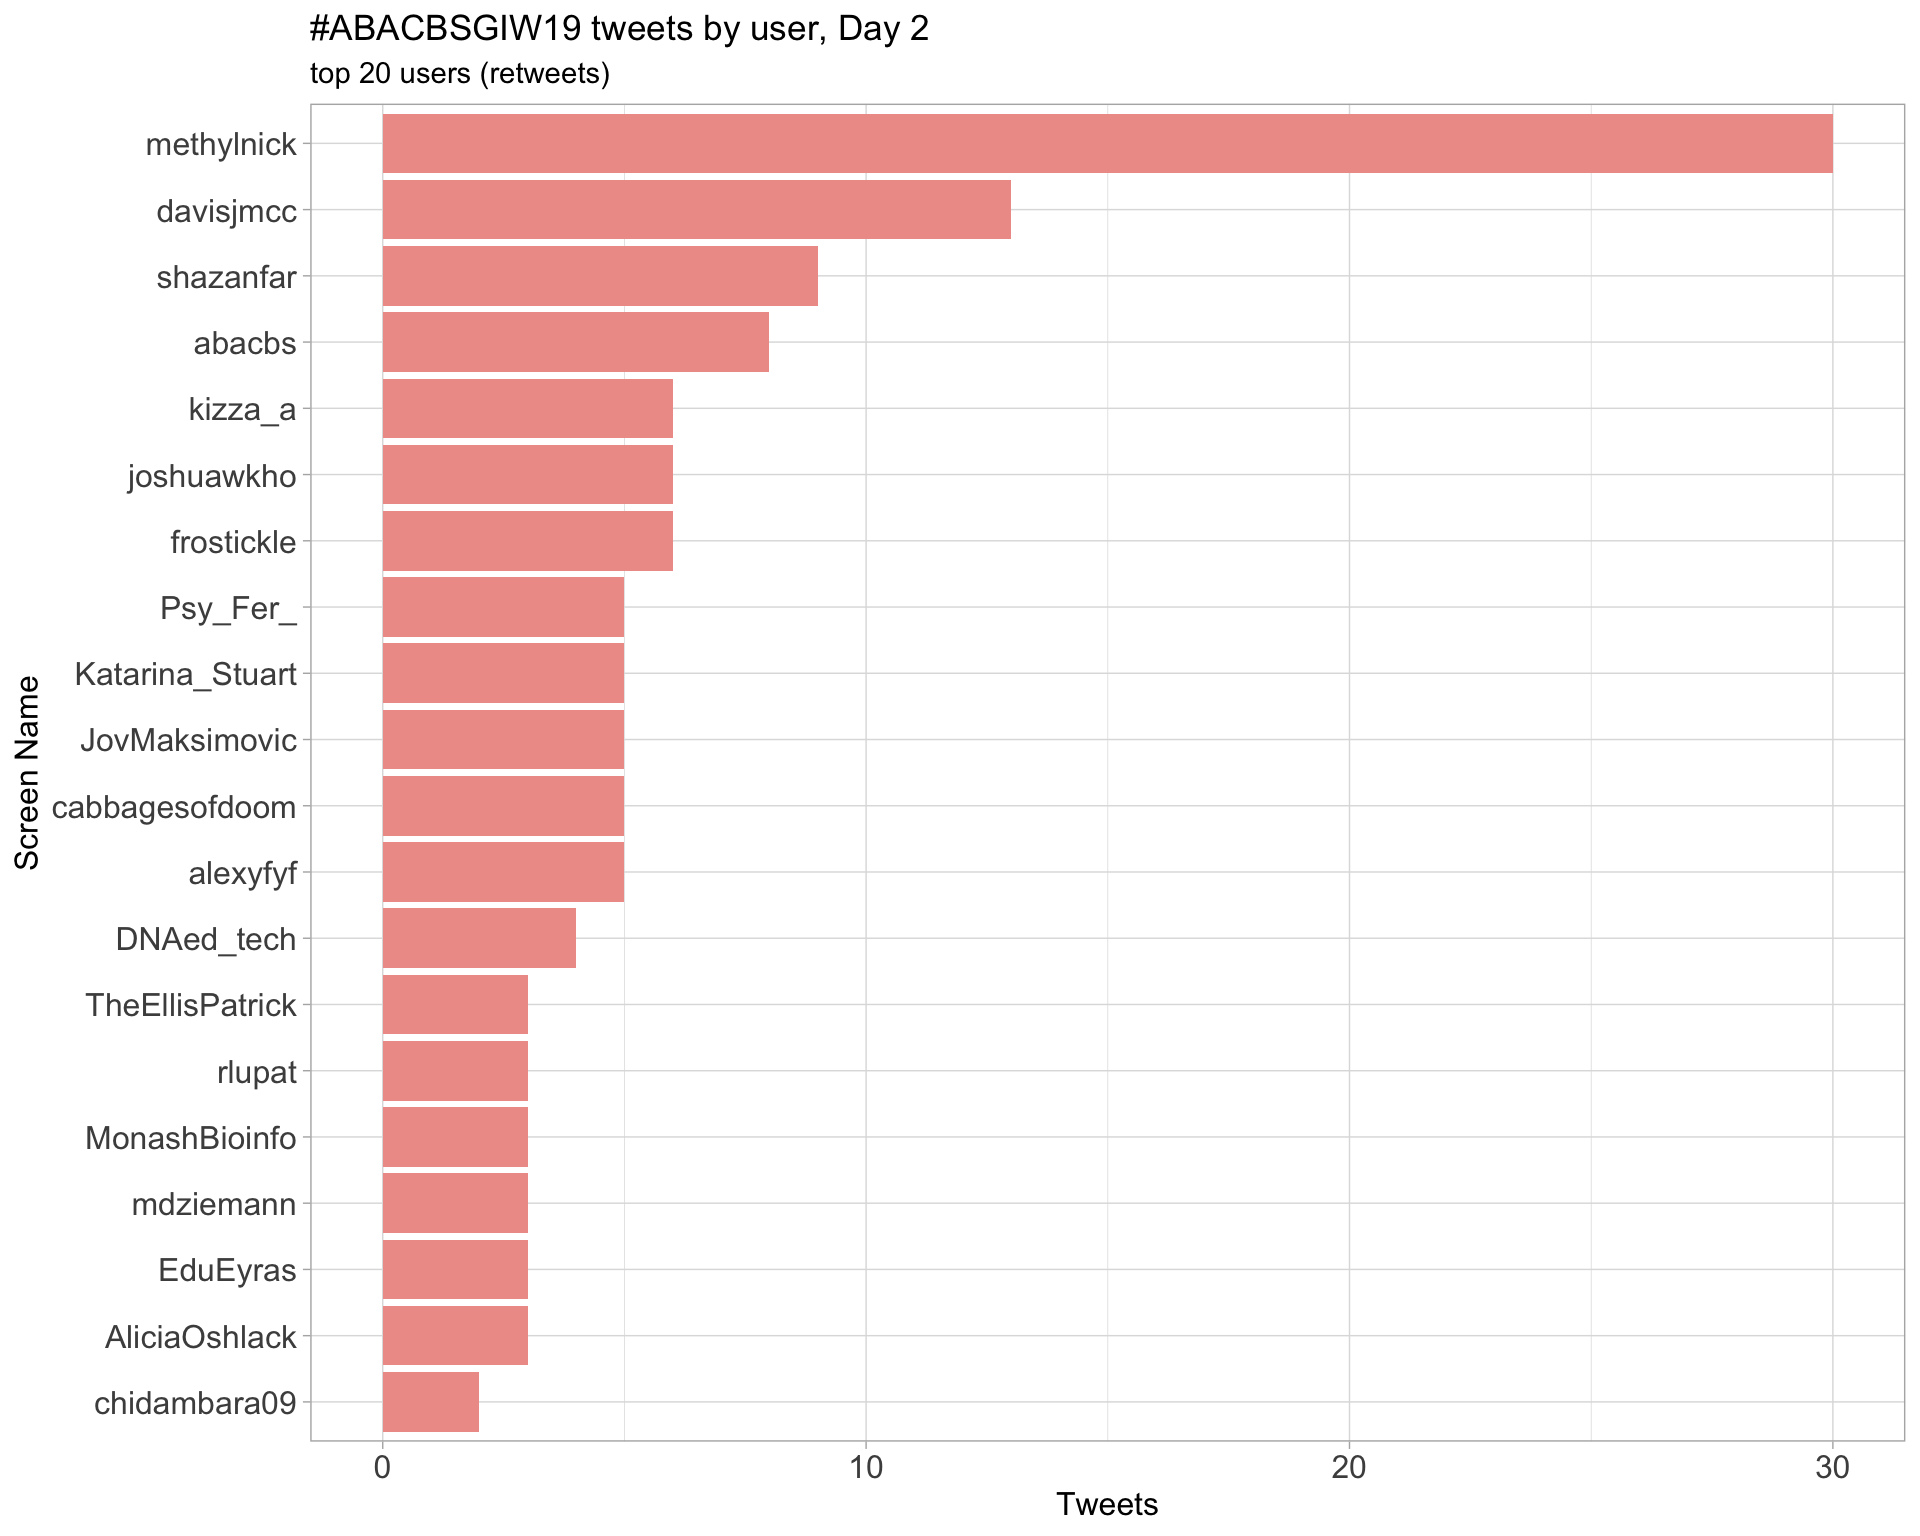 #ABACBSGIW19 tweets by user, Day 2
top 20 users (retweets)
methylnick
davisjmcc
shazanfar
abacbs
kizza_a
joshuawkho
frostickle
Psy_Fer_
Katarina_Stuart
JovMaksimovic
cabbagesofdoom
alexyfyf
DNAed_tech
TheEllisPatrick
rlupat
MonashBioinfo
mdziemann
EduEyras
AliciaOshlack
chidambara09
Screen Name
0 10 20 30
Tweets